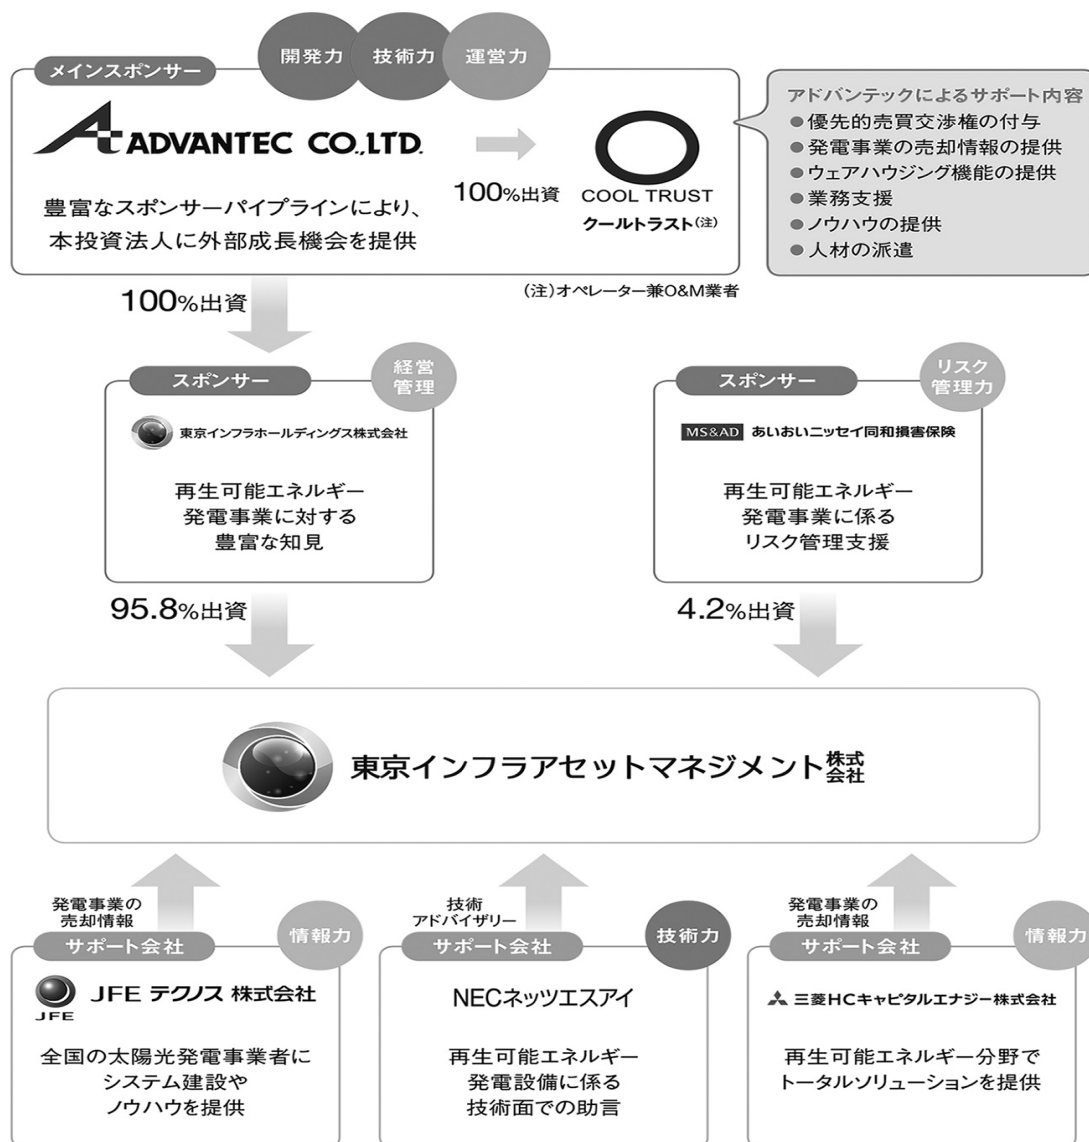 開発力
技術力
運営力
メインスポンサー
ADVANTEC CO.,LTD.
豊富なスポンサーパイプラインにより、
本投資法人に外部成長機会を提供
100%出資
COOL TRUST
クールトラスト(注)
アドバンテックによるサポート内容
●優先的売買交渉権の付与
●発電事業の売却情報の提供
●ウェアハウジング機能の提供
●業務支援
●ノウハウの提供
●人材の派遣
(注)オペレーター兼O&M業者
100%出資
スポンサー
経営
管理
東京インフラホールディングス株式会社
再生可能エネルギー
発電事業に対する
豊富な知見
スポンサー
リスク
管理力
MS&AD あいおいニッセイ同和損害保険
再生可能エネルギー
発電事業に係る
リスク管理支援
95.8%出資
4.2%出資
東京インフラアセットマネジメント株式会社
発電事業の
売却情報
サポート会社
情報力
JFE
JFE テクノス 株式会社
全国の太陽光発電事業者に
システム建設や
ノウハウを提供
技術
アドバイザリー
サポート会社
技術力
NECネッツエスアイ
再生可能エネルギー
発電設備に係る
技術面での助言
発電事業の
売却情報
サポート会社
情報力
三菱HCキャピタルエナジー株式会社
再生可能エネルギー分野で
トータルソリューションを提供